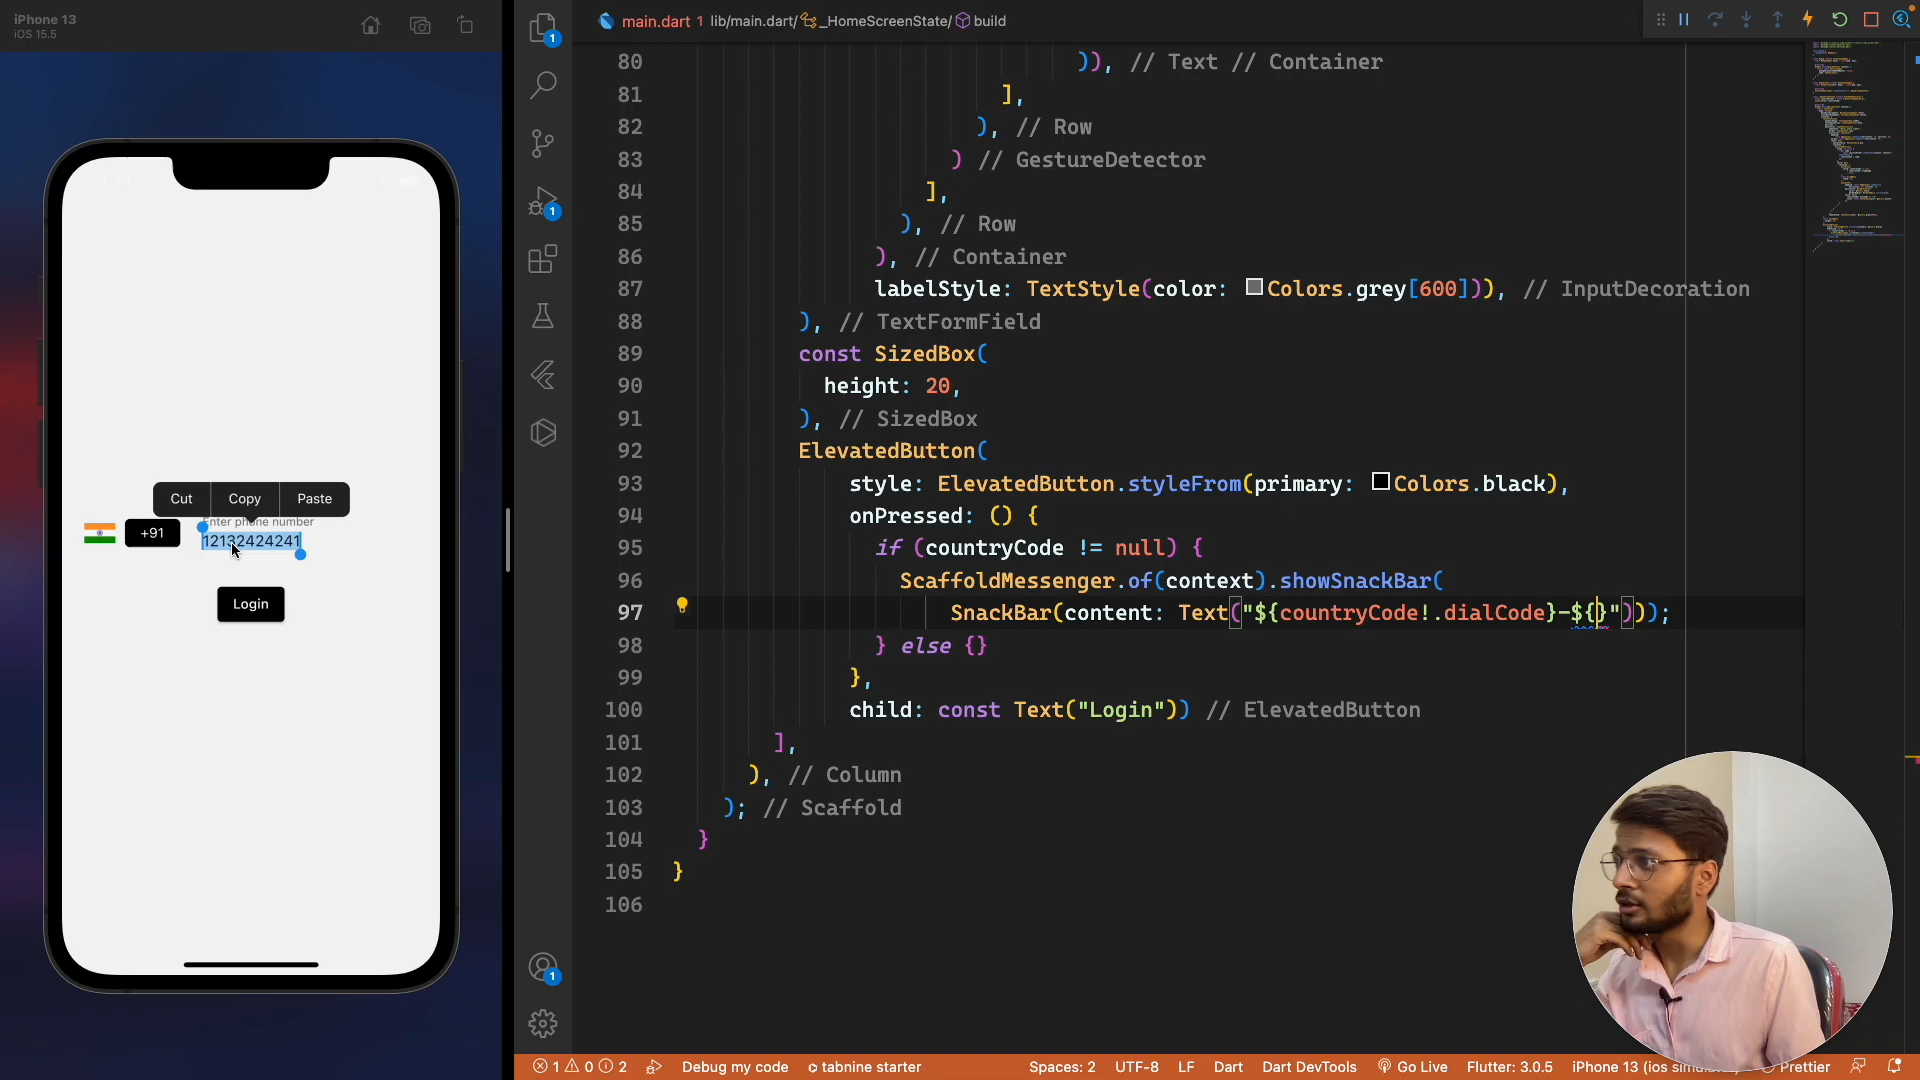 iPhone 13
iOS 15.5
Cut Copy Paste
Enter phone number
+91
12132424241
Login
1
1
1
main.dart 1 lib/main.dart/ _HomeScreenState/ build
80 )), // Text // Container
81 ],
82 ), // Row
83 ) // GestureDetector
84 ],
85 ), // Row
86 ), // Container
87 labelStyle: TextStyle(color: Colors.grey[600])), // InputDecoration
88 ), // TextFormField
89 const SizedBox(
90 height: 20,
91 ), // SizedBox
92 ElevatedButton(
93 style: ElevatedButton.styleFrom(primary: Colors.black),
94 onPressed: () {
95 if (countryCode != null) {
96 ScaffoldMessenger.of(context).showSnackBar(
97 SnackBar(content: Text("${countryCode!.dialCode}-${}")));
98 } else {}
99 },
100 child: const Text("Login")) // ElevatedButton
101 ],
102 ), // Column
103 ); // Scaffold
104 }
105 }
106
1 0 2 Debug my code tabnine starter Spaces: 2 UTF-8 LF Dart Dart DevTools Go Live Flutter: 3.0.5 iPhone 13 (ios Prettier